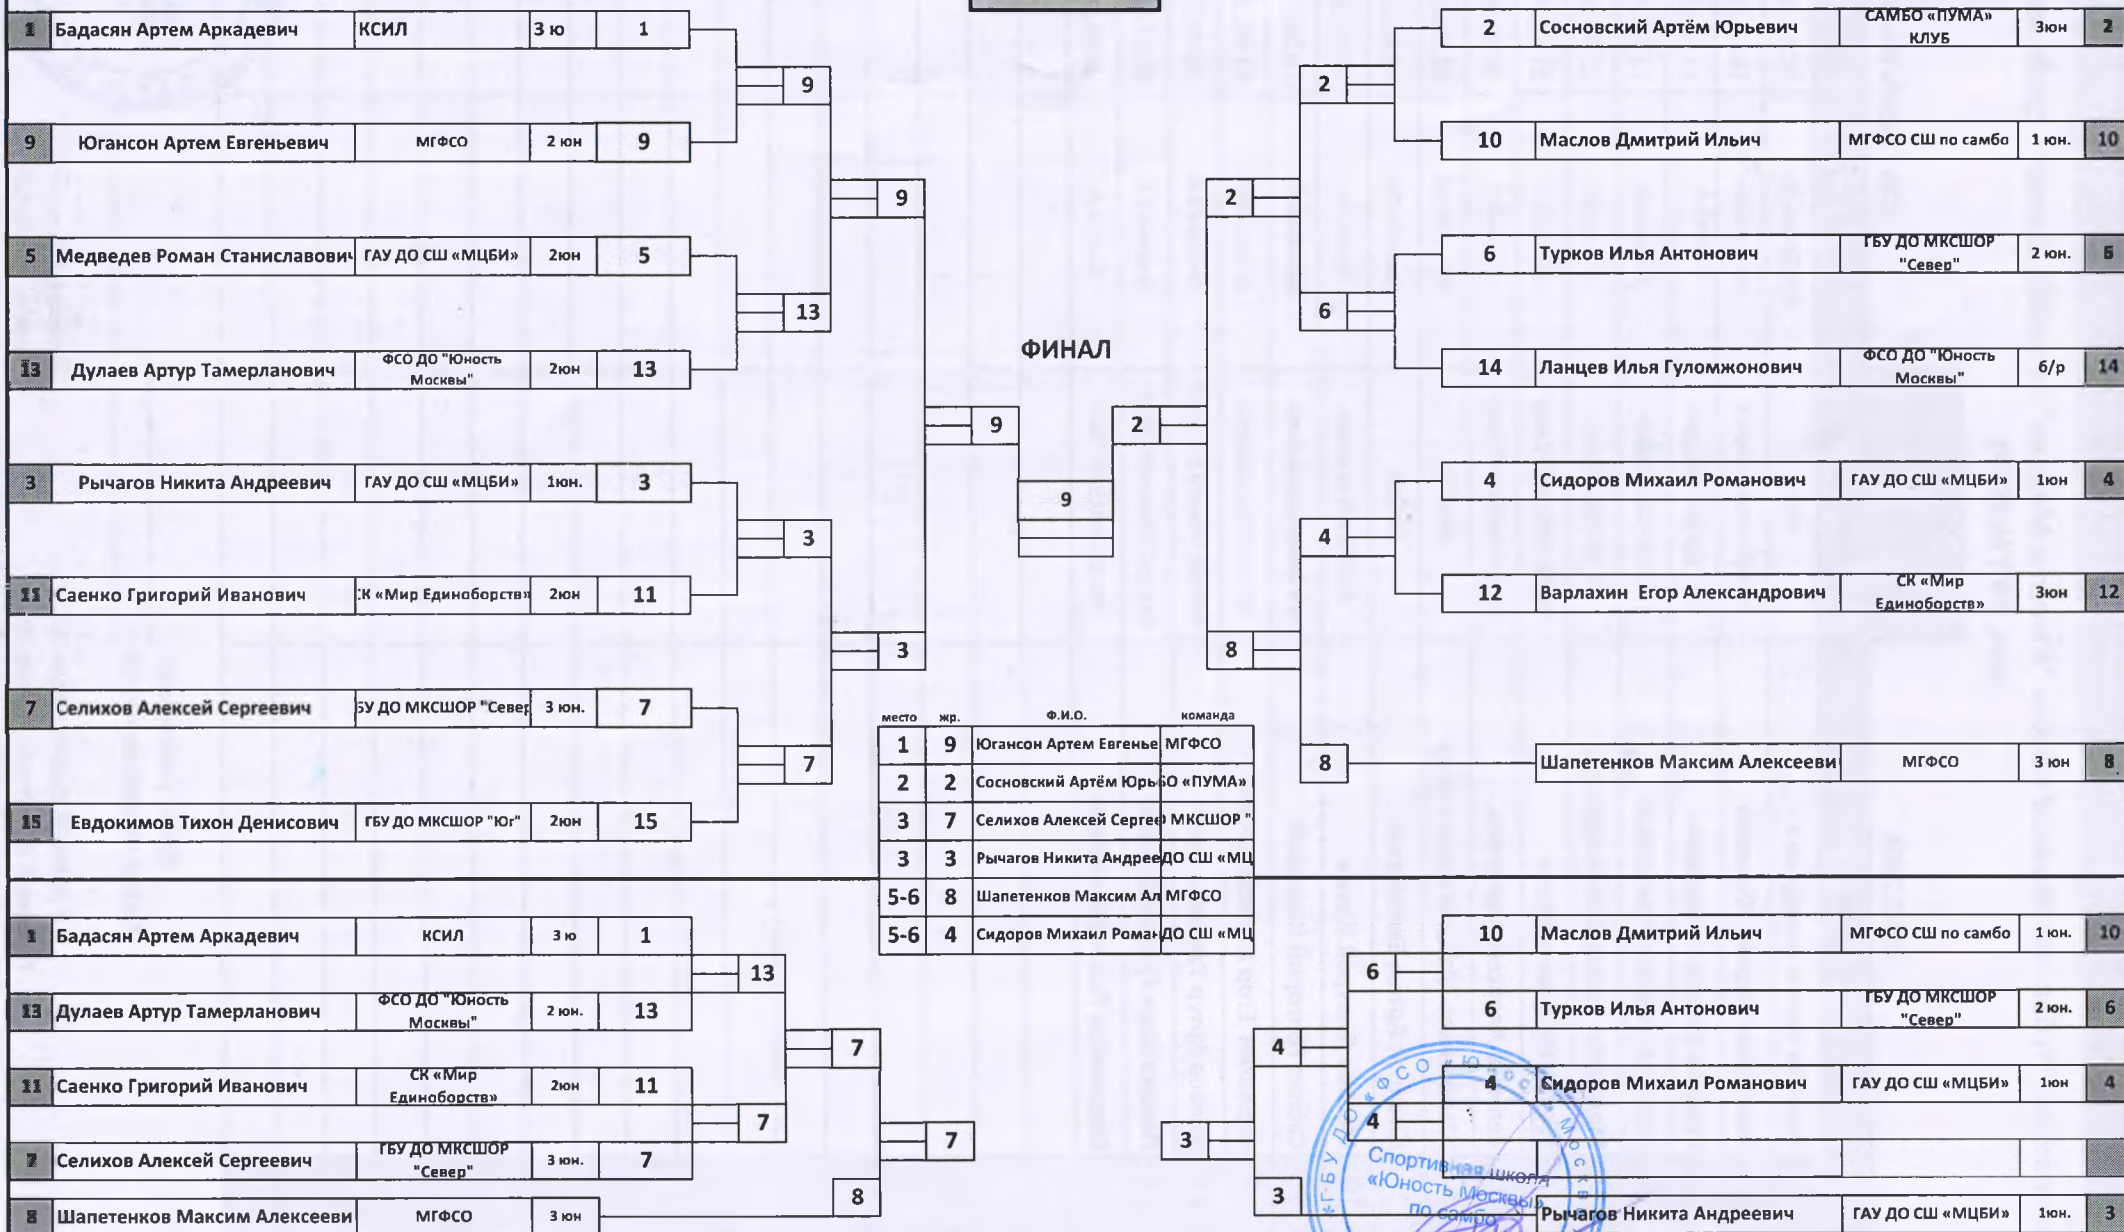 1 Бадасян Артем Аркадевич КСИЛ 3 ю 1
9
9 Югансон Артем Евгеньевич МГФСО 2 юн 9
9
5 Медведев Роман Станиславович ГАУ ДО СШ «МЦБИ» 2юн 5
13
13 Дулаев Артур Тамерланович ФСО ДО "Юность Москвы" 2юн 13
9
3 Рычагов Никита Андреевич ГАУ ДО СШ «МЦБИ» 1юн. 3
3
11 Саенко Григорий Иванович СК «Мир Единоборств» 2юн 11
3
7 Селихов Алексей Сергеевич БУ ДО МКСШОР "Север 3 юн. 7
7
15 Евдокимов Тихон Денисович ГБУ ДО МКСШОР "Юг" 2юн 15
ФИНАЛ
9
2 Сосновский Артём Юрьевич САМБО «ПУМА» КЛУБ 3юн 2
2
10 Маслов Дмитрий Ильич МГФСО СШ по самбо 1 юн. 10
2
6 Турков Илья Антонович ГБУ ДО МКСШОР "Север" 2 юн. 6
6
14 Ланцев Илья Гуломжонович ФСО ДО "Юность Москвы" б/р 14
2
4 Сидоров Михаил Романович ГАУ ДО СШ «МЦБИ» 1юн 4
4
12 Варлахин Егор Александрович СК «Мир Единоборств» 3юн 12
8
8 Шапетенков Максим Алексееви МГФСО 3 юн 8
место жр. Ф.И.О. команда
1 9 Югансон Артем Евгенье МГФСО
2 2 Сосновский Артём Юрь БО «ПУМА»
3 7 Селихов Алексей Сергее МКСШОР "
3 3 Рычагов Никита Андрее ДО СШ «МЦ
5-6 8 Шапетенков Максим Ал МГФСО
5-6 4 Сидоров Михаил Рома ДО СШ «МЦ
1 Бадасян Артем Аркадевич КСИЛ 3 ю 1
13
13 Дулаев Артур Тамерланович ФСО ДО "Юность Москвы" 2 юн. 13
7
11 Саенко Григорий Иванович СК «Мир Единоборств» 2юн 11
7
7
7 Селихов Алексей Сергеевич ГБУ ДО МКСШОР "Север" 3 юн. 7
8
8 Шапетенков Максим Алексееви МГФСО 3 юн
10 Маслов Дмитрий Ильич МГФСО СШ по самбо 1 юн. 10
6
6 Турков Илья Антонович ГБУ ДО МКСШОР "Север" 2 юн. 6
4
4 Сидоров Михаил Романович ГАУ ДО СШ «МЦБИ» 1юн 4
4
3
3
Рычагов Никита Андреевич ГАУ ДО СШ «МЦБИ» 1юн. 3
ГБУ ДО «ФСО «Юность Москвы»
Спортивная школа
«Юность Москвы»
по самбо